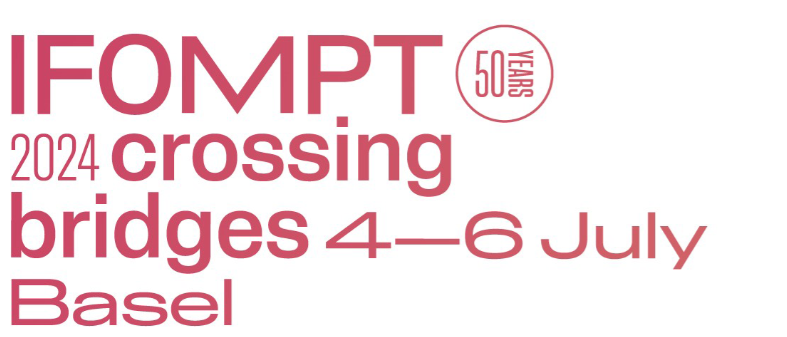 IFOMPT 50 YEARS
2024 crossing
bridges 4—6 July
Basel